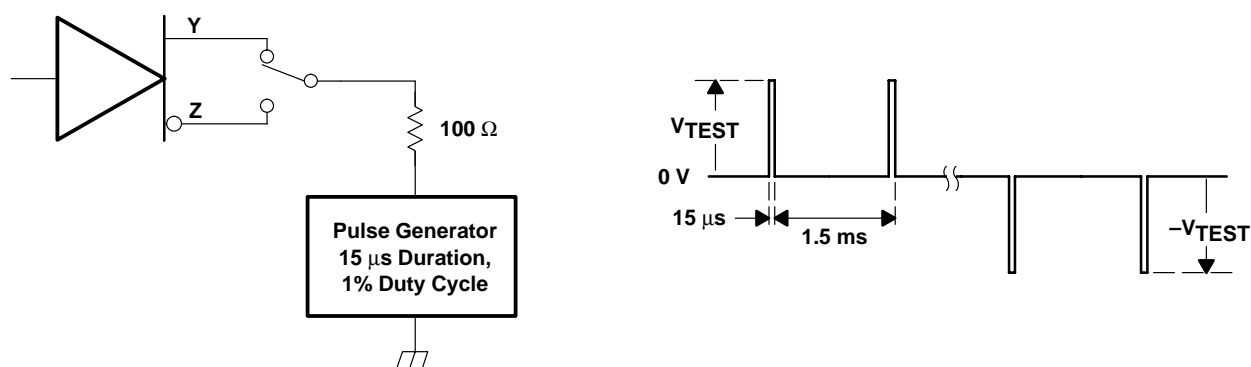 Y
Z
100 Ω
Pulse Generator
15 μs Duration,
1% Duty Cycle
VTEST
0 V
15 μs
1.5 ms
–VTEST